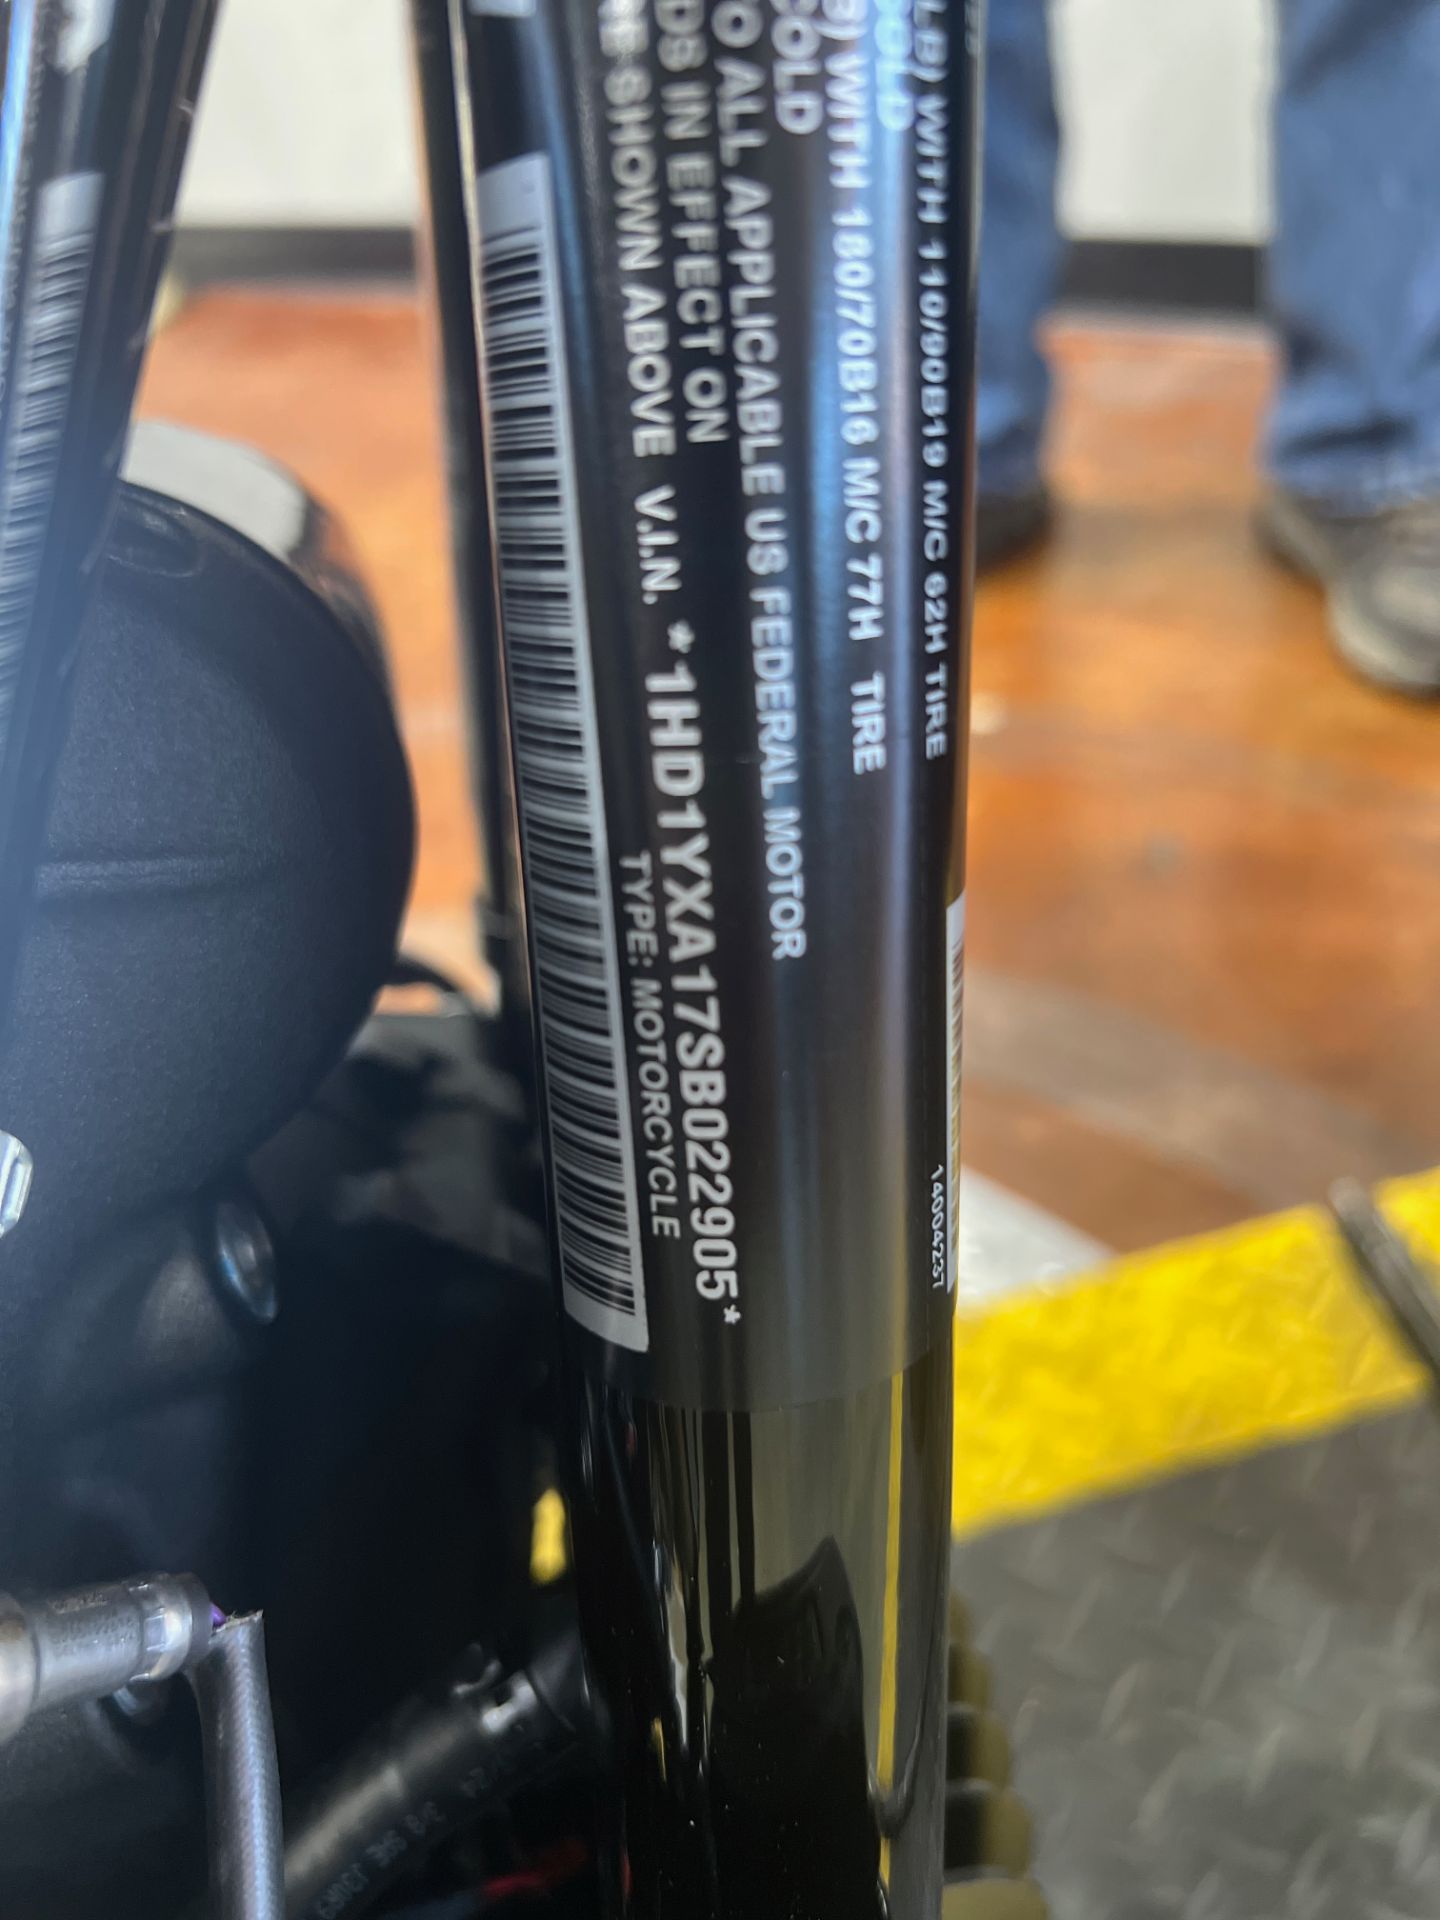 LB) WITH 110/90B19 M/C 62H TIRE
COLD
B) WITH 180/70B16 M/C 77H TIRE
COLD
TO ALL APPLICABLE US FEDERAL MOTOR
DS IN EFFECT ON
SHOWN ABOVE V.I.N. *1HD1YXA17SB022905*
TYPE: MOTORCYCLE
14004237